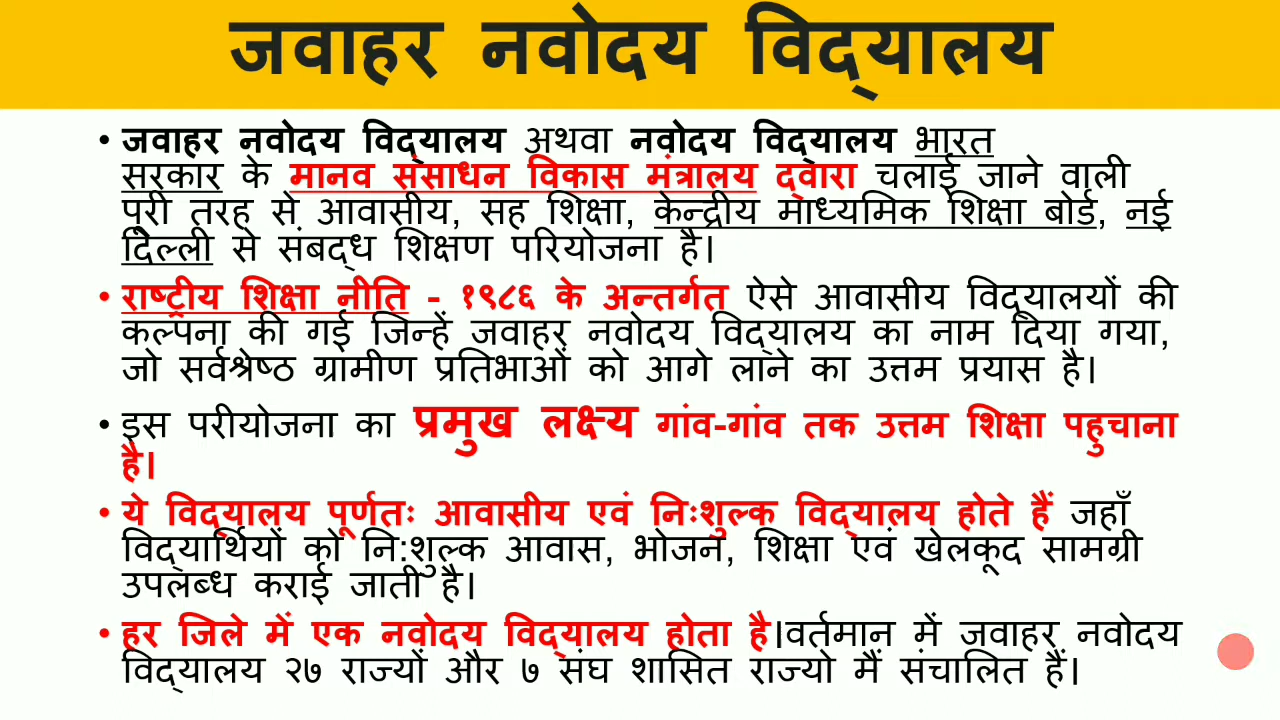 जवाहर नवोदय विद्यालय
• जवाहर नवोदय विद्यालय अथवा नवोदय विद्यालय भारत
सरकार के मानव संसाधन विकास मंत्रालय द्वारा चलाई जाने वाली
पूरी तरह से आवासीय, सह शिक्षा, केन्द्रीय माध्यमिक शिक्षा बोर्ड, नई
दिल्ली से संबद्ध शिक्षण परियोजना है।
• राष्ट्रीय शिक्षा नीति - १९८६ के अन्तर्गत ऐसे आवासीय विद्यालयों की
कल्पना की गई जिन्हें जवाहर नवोदय विद्यालय का नाम दिया गया,
जो सर्वश्रेष्ठ ग्रामीण प्रतिभाओं को आगे लाने का उत्तम प्रयास है।
• इस परीयोजना का प्रमुख लक्ष्य गांव-गांव तक उत्तम शिक्षा पहुचाना
है।
• ये विद्यालय पूर्णतः आवासीय एवं निःशुल्क विद्यालय होते हैं जहाँ
विद्यार्थियों को नि:शुल्क आवास, भोजन, शिक्षा एवं खेलकूद सामग्री
उपलब्ध कराई जाती है।
• हर जिले में एक नवोदय विद्यालय होता है।वर्तमान में जवाहर नवोदय
विद्यालय २७ राज्यों और ७ संघ शासित राज्यो मैं संचालित हैं।